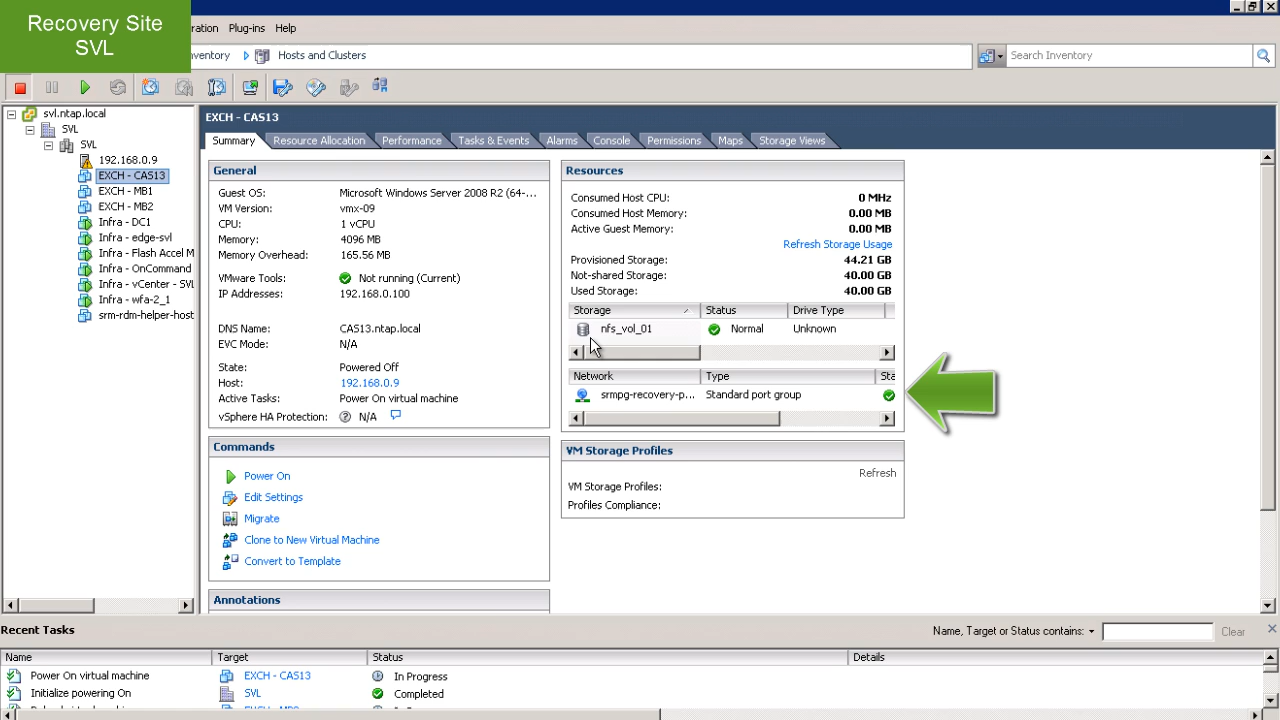 Recovery Site
SVL
ration Plug-ins Help
wentory Hosts and Clusters
Search Inventory
svl.ntap.local
SVL
SVL
192.168.0.9
EXCH - CAS13
EXCH - MB1
EXCH - MB2
Infra - DC1
Infra - edge-svl
Infra - Flash Accel M
Infra - OnCommand
Infra - vCenter - SVL
Infra - wfa-2_1
srm-rdm-helper-host
EXCH - CAS13
Summary Resource Allocation Performance Tasks & Events Alarms Console Permissions Maps Storage Views
General
Guest OS: Microsoft Windows Server 2008 R2 (64-...
VM Version: vmx-09
CPU: 1 vCPU
Memory: 4096 MB
Memory Overhead: 165.56 MB
VMware Tools: Not running (Current)
IP Addresses: 192.168.0.100
DNS Name: CAS13.ntap.local
EVC Mode: N/A
State: Powered Off
Host: 192.168.0.9
Active Tasks: Power On virtual machine
vSphere HA Protection: N/A
Commands
Power On
Edit Settings
Migrate
Clone to New Virtual Machine
Convert to Template
Annotations
Resources
Consumed Host CPU: 0 MHz
Consumed Host Memory: 0.00 MB
Active Guest Memory: 0.00 MB
Refresh Storage Usage
Provisioned Storage: 44.21 GB
Not-shared Storage: 40.00 GB
Used Storage: 40.00 GB
Storage Status Drive Type
nfs_vol_01 Normal Unknown
Network Type Sta
srmpg-recovery-p... Standard port group
VM Storage Profiles
Refresh
VM Storage Profiles:
Profiles Compliance:
Recent Tasks
Name, Target or Status contains: Clear
Name Target Status Details
Power On virtual machine EXCH - CAS13 In Progress
Initialize powering On SVL Completed